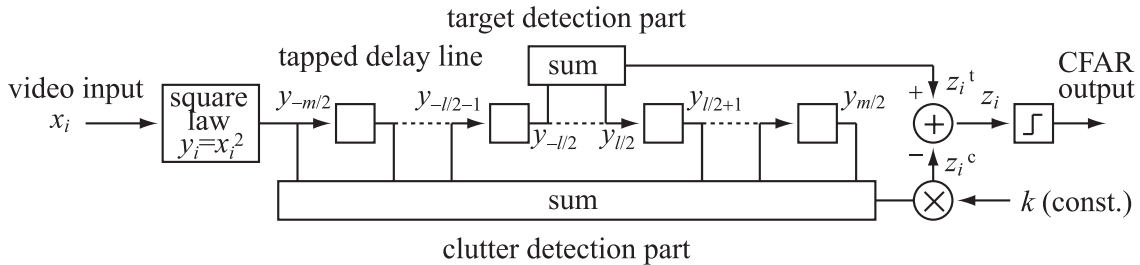 target detection part
tapped delay line
sum
video input
x_i
square
law
y_i=x_i^2
y_{-m/2}
y_{-l/2-1}
y_{-l/2}
y_{l/2}
y_{l/2+1}
y_{m/2}
+
z_i^t
z_i
CFAR
output
+
−
z_i^c
sum
×
k (const.)
clutter detection part